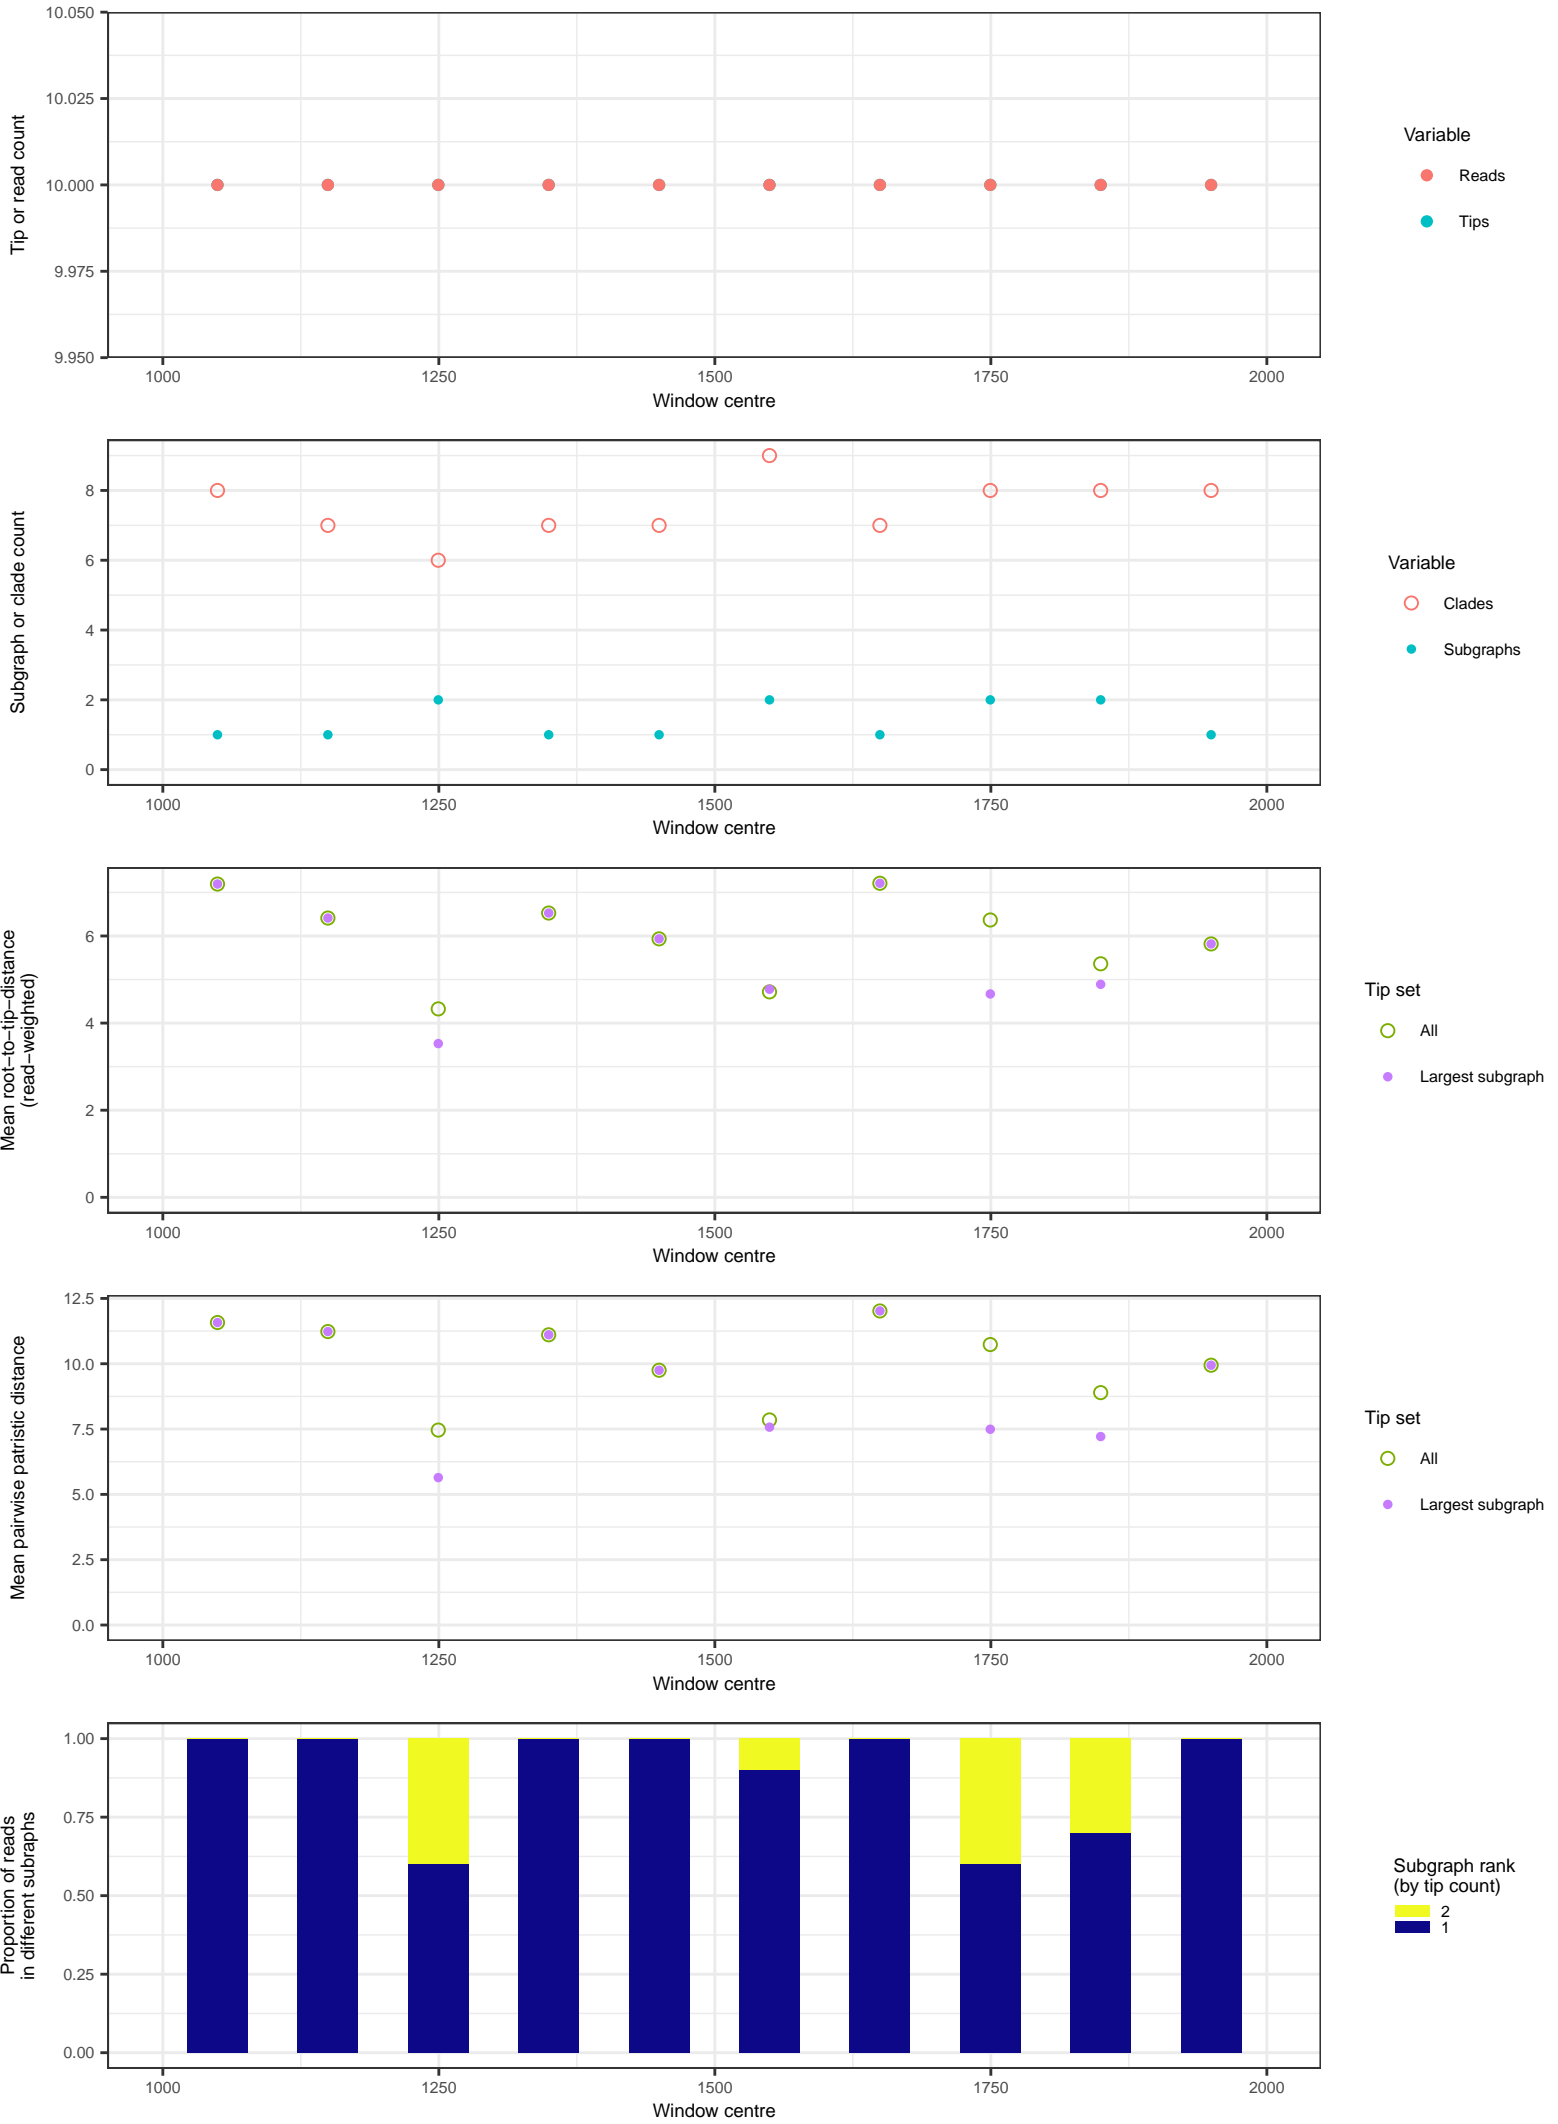 10.050
10.025
10.000
9.975
9.950
Tip or read count
1000 1250 1500 1750 2000
Window centre
Variable
Reads
Tips
8
6
4
2
0
Subgraph or clade count
1000 1250 1500 1750 2000
Window centre
Variable
Clades
Subgraphs
6
4
2
0
Mean root−to−tip−distance
(read−weighted)
1000 1250 1500 1750 2000
Window centre
Tip set
All
Largest subgraph
12.5
10.0
7.5
5.0
2.5
0.0
Mean pairwise patristic distance
1000 1250 1500 1750 2000
Window centre
Tip set
All
Largest subgraph
1.00
0.75
0.50
0.25
0.00
Proportion of reads
in different subraphs
1000 1250 1500 1750 2000
Window centre
Subgraph rank
(by tip count)
2
1